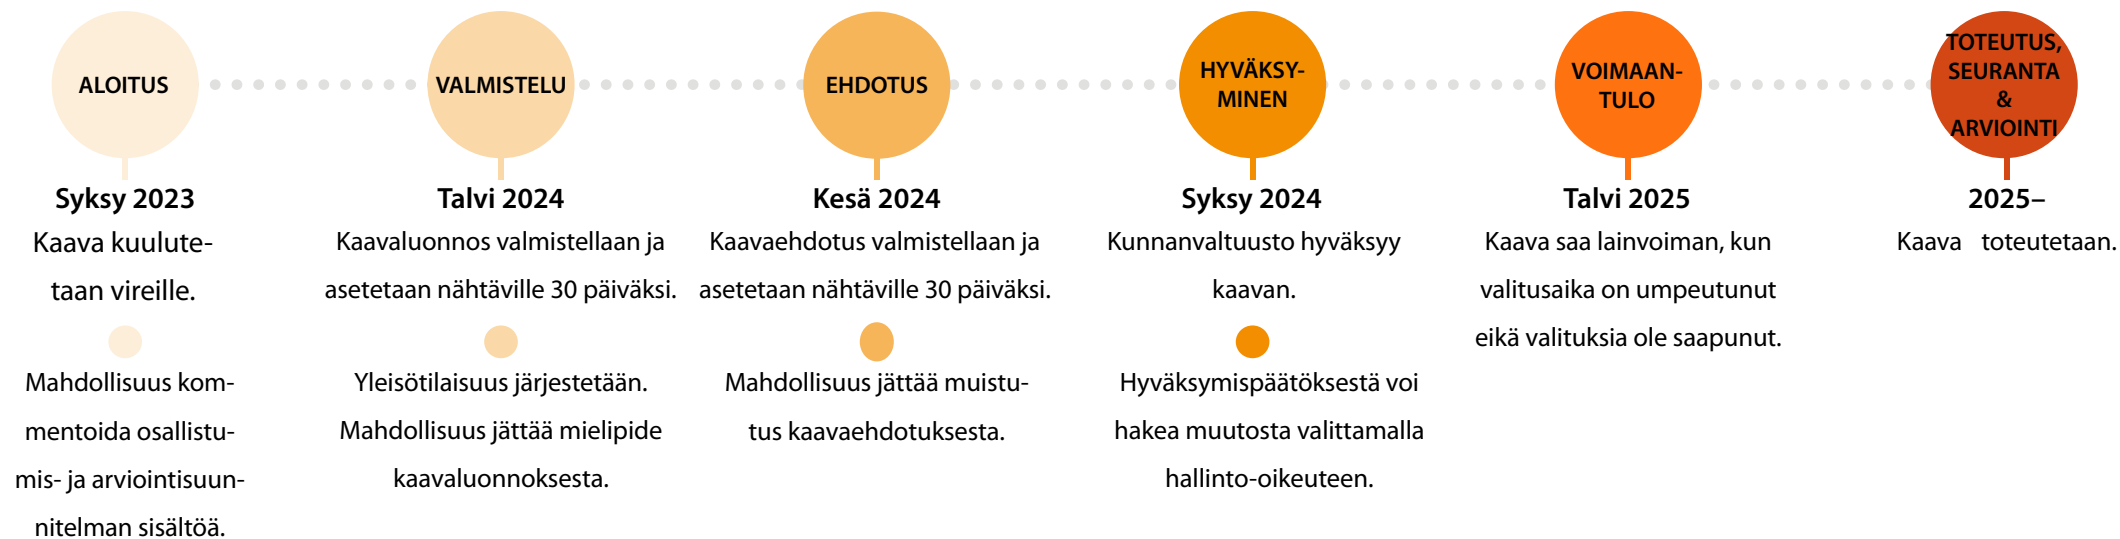 ALOITUS
Syksy 2023
Kaava kuulute-
taan vireille.
Mahdollisuus kom-
mentoida osallistu-
mis- ja arviointisuun-
nitelman sisältöä.
VALMISTELU
Talvi 2024
Kaavaluonnos valmistellaan ja
asetetaan nähtäville 30 päiväksi.
Yleisötilaisuus järjestetään.
Mahdollisuus jättää mielipide
kaavaluonnoksesta.
EHDOTUS
Kesä 2024
Kaavaehdotus valmistellaan ja
asetetaan nähtäville 30 päiväksi.
Mahdollisuus jättää muistu-
tus kaavaehdotuksesta.
HYVÄKSY-
MINEN
Syksy 2024
Kunnanvaltuusto hyväksyy
kaavan.
Hyväksymispäätöksestä voi
hakea muutosta valittamalla
hallinto-oikeuteen.
VOIMAAN-
TULO
Talvi 2025
Kaava saa lainvoiman, kun
valitusaika on umpeutunut
eikä valituksia ole saapunut.
TOTEUTUS,
SEURANTA
&
ARVIOINTI
2025–
Kaava toteutetaan.